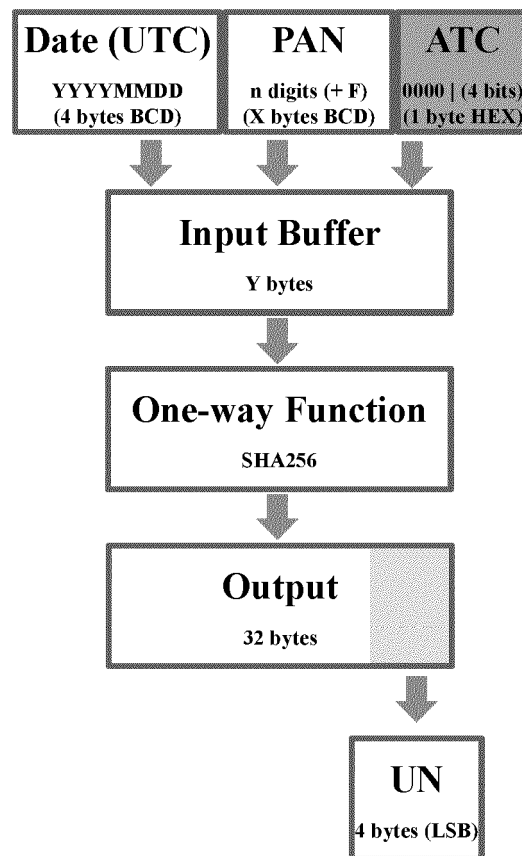 Date (UTC)
YYYYMMDD
(4 bytes BCD)
PAN
n digits (+ F)
(X bytes BCD)
ATC
0000 | (4 bits)
(1 byte HEX)
Input Buffer
Y bytes
One-way Function
SHA256
Output
32 bytes
UN
4 bytes (LSB)